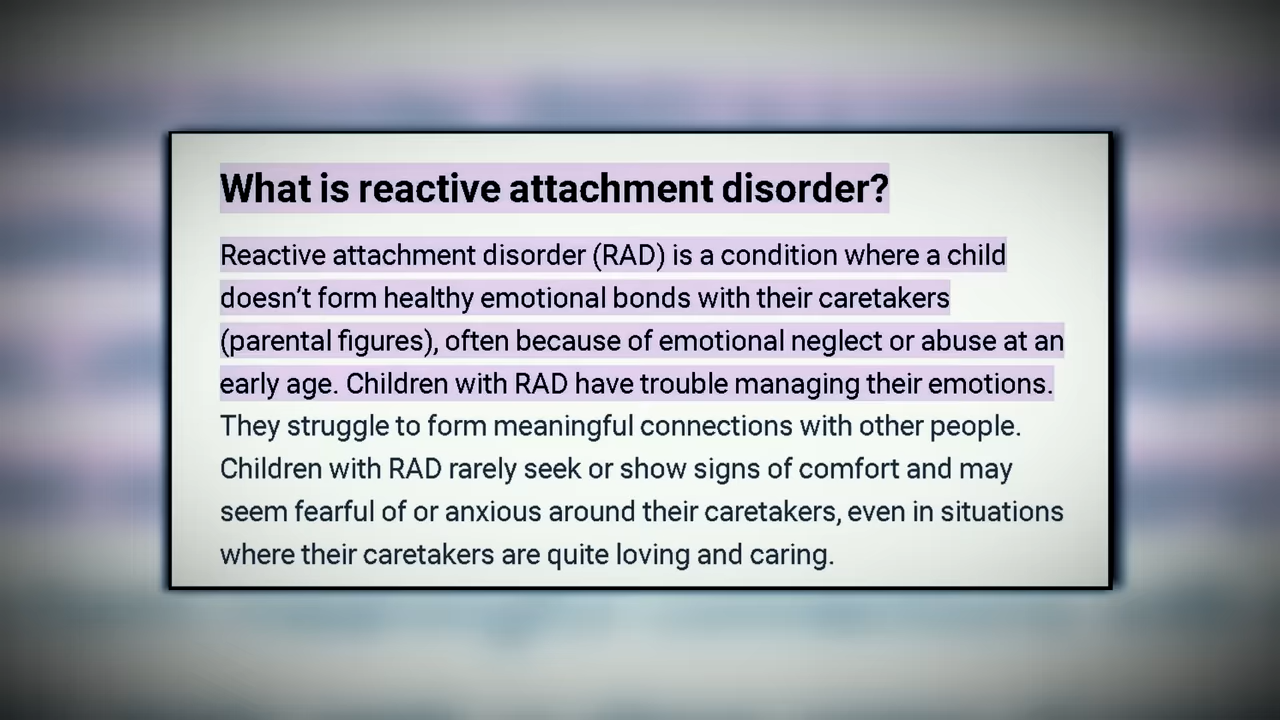 What is reactive attachment disorder?
Reactive attachment disorder (RAD) is a condition where a child
doesn’t form healthy emotional bonds with their caretakers
(parental figures), often because of emotional neglect or abuse at an
early age. Children with RAD have trouble managing their emotions.
They struggle to form meaningful connections with other people.
Children with RAD rarely seek or show signs of comfort and may
seem fearful of or anxious around their caretakers, even in situations
where their caretakers are quite loving and caring.